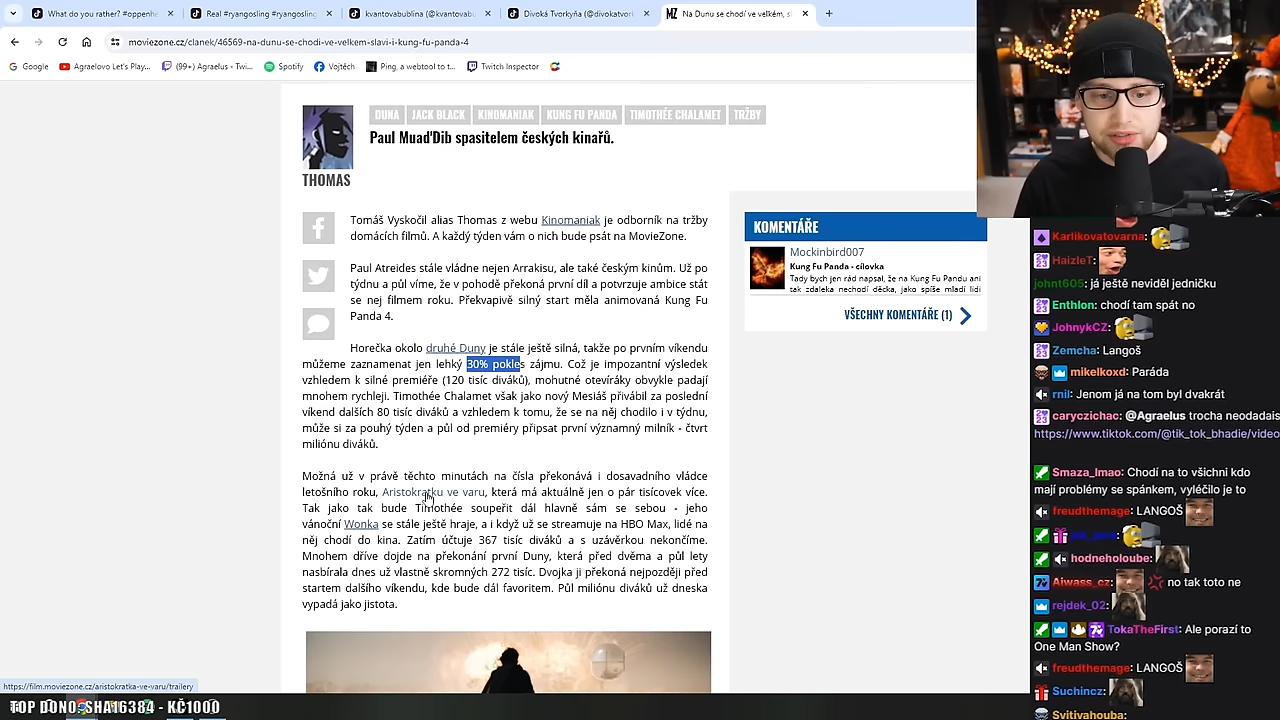 What do you want? #oppenhe
Real #ryangosling #ryangosling
kvantovabublina (@kvantovabu
Divoká Tvorkyňa (@divokatvor
Na Dunu se chodí ve velkém, s
moviezone.cz/clanek/46569-na-dunu-se-chodi-ve-velkem-slavi-i-kung-fu-panda-4
Google
Agraelovo Let's Play...
(99+) Agraelus - Twi...
Spotify
Vojtech
Ping, a webtool to t...
Twitch Inspector
DUNA JACK BLACK KINOMANIAK KUNG FU PANDA TIMOTHÉE CHALAMET TRŽBY
Paul Muad'Dib spasitelem českých kinařů.
THOMAS
Tomáš Vyskočil alias Thomas z webu Kinomaniak je odborník na tržby
domácích filmů. A každý týden vám o nich bude psát na MovieZone.
Paul Atreides stále vládne nejen Arrakisu, ale také českým kinům. Už po
týdnu a půl víme, že v pohodě překoná první díl a potvrzuje ambice stát
se nej filmem roku. Překvapivě silný start měla animovaná Kung Fu
Panda 4.
Horečka okolo druhé Duny je stále ještě silná, takže po prvním víkendu
můžeme zaznamenat jen lehký 30% pokles zájmu. Což je impozantní výsledek
vzhledem k silné premiéře (120 tisíc diváků), mohutné otevíráky obvykle padají
mnohem rychleji. Timothée Chalamet však jako nový Mesiáš přivábil za poslední
víkend dalších 80 tisíc diváků a vzhledem k tomu, že se na něj chodilo i v týdnu,
může si za pouhý týden a půl od premiéry připsat první významný milník - čtvrt
miliónu diváků.
Možná už v právě těchto minutách na čísla překonává i dosavadního vládce
letošního roku, Aristokratku ve varu, která má aktuálně jen o pár tisícovek více.
Tak jako tak bude Timothée soupeřit dál hlavně sám se sebou - jeho
vánoční Wonka se stále ještě hraje, a i když už se streamuje na HBO Max, lidé na
něj chodí do kina. Zatím účtuje 367 tisíc diváků a s uzávěrkou nekončíme.
Mnohem dříve dojde na překonání první Duny, která před dvěma a půl lety
nasbírala na dnes už vlastně skromných 272 tisíc. Dvojka ji překoná nejpozději před
startem dalšího víkendu, kde bude dál favoritem. Půl miliónu diváků už dneska
vypadá jako jistota.
KOMENTÁŘE
Mockinbird007
Kung Fu Panda - cílovka
Tady bych jen rád napsal, že na Kung Fu Pandu ani
tak zdaleka nechodí děcka, jako spíše mladí lidi
VŠECHNY KOMENTÁŘE (1)
https://film.moviezone.cz/aristokratka-ve-varu/trailery
TOP DONO: SHA16384 - KČ1000
Karlikovatovarna:
HaizleT:
johnt605: já ještě neviděl jedničku
Enthlon: chodí tam spát no
JohnykCZ:
Zemcha: Langoš
mikelkoxd: Paráda
rnil: Jenom já na tom byl dvakrát
caryczichac: @Agraelus trocha neodadais
https://www.tiktok.com/@tik_tok_bhadie/video
Smaza_lmao: Chodí na to všichni kdo
mají problémy se spánkem, vyléčilo je to
freudthemage: LANGOŠ
hodneholoube:
Aiwass_cz: no tak toto ne
rejdek_02:
TokaTheFirst: Ale porazí to
One Man Show?
freudthemage: LANGOŠ
Suchincz:
Svitivahouba: